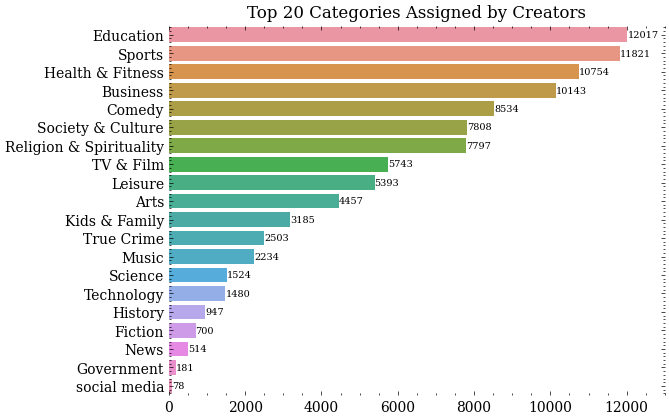 Top 20 Categories Assigned by Creators
Education 12017
Sports 11821
Health & Fitness 10754
Business 10143
Comedy 8534
Society & Culture 7808
Religion & Spirituality 7797
TV & Film 5743
Leisure 5393
Arts 4457
Kids & Family 3185
True Crime 2503
Music 2234
Science 1524
Technology 1480
History 947
Fiction 700
News 514
Government 181
social media 78
0 2000 4000 6000 8000 10000 12000